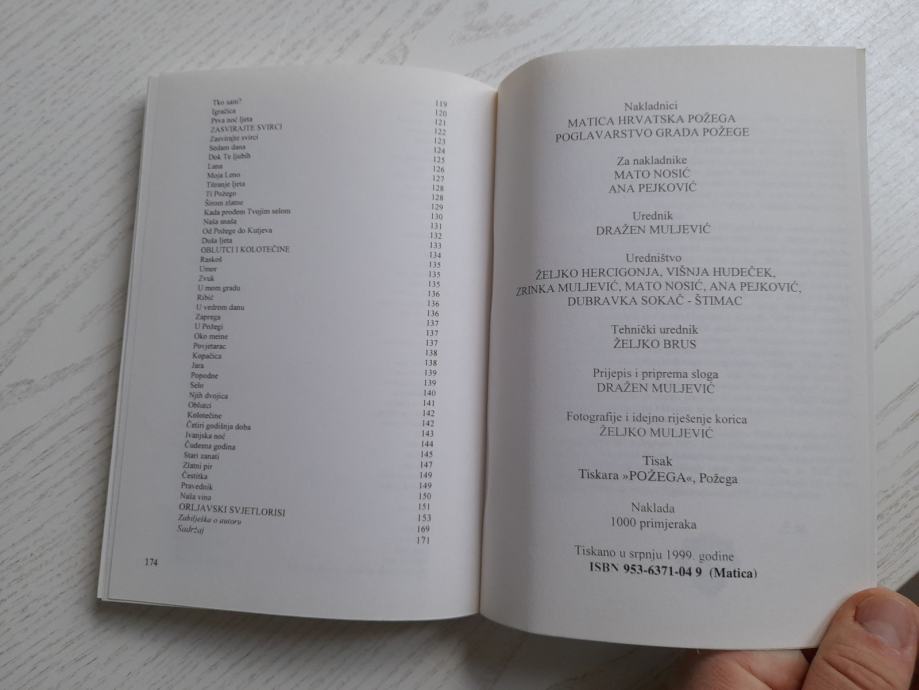 Tko sam? 119
Igračica 120
Prva noć ljeta 121
ZASVIRAJTE SVIRCI 122
Zasvirajte svirci 123
Sedam dana 124
Dok Te ljubih 125
Lana 126
Moja Leno 127
Titranje ljeta 128
Ti Požego 128
Širom zlatne 129
Kada prođem Tvojim selom 130
Naša snaša 131
Od Požege do Kutjeva 132
Duša ljeta 133
OBLUTCI I KOLOTEČINE 134
Raskoš 135
Umor 135
Zvuk 135
U mom gradu 136
Ribič 136
U vedrom danu 136
Zaprega 137
U Požegi 137
Oko mene 137
Povjetarac 138
Kopačica 138
Jara 139
Popodne 139
Selo 140
Njih dvojica 141
Oblutci 142
Kolotečine 142
Četiri godišnja doba 143
Ivanjska noć 144
Čudesna godina 145
Stari zanati 147
Zlatni pir 149
Čestitka 149
Pravednik 150
Naša vina 151
ORLJAVSKI SVJETLORISI 153
Zabilješka o autoru 169
Sadržaj 171
174
Nakladnici
MATICA HRVATSKA POŽEGA
POGLAVARSTVO GRADA POŽEGE
Za nakladnike
MATO NOSIĆ
ANA PEJKOVIĆ
Urednik
DRAŽEN MULJEVIĆ
Uredništvo
ŽELJKO HERCIGONJA, VIŠNJA HUDEČEK,
ZRINKA MULJEVIĆ, MATO NOSIĆ, ANA PEJKOVIĆ,
DUBRAVKA SOKAČ - ŠTIMAC
Tehnički urednik
ŽELJKO BRUS
Prijepis i priprema sloga
DRAŽEN MULJEVIĆ
Fotografije i idejno riješenje korica
ŽELJKO MULJEVIĆ
Tisak
Tiskara »POŽEGA«, Požega
Naklada
1000 primjeraka
Tiskano u srpnju 1999. godine
ISBN 953-6371-04 9 (Matica)